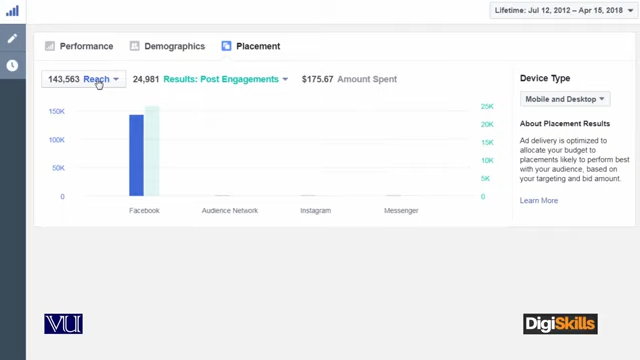 Lifetime: Jul 12, 2012 – Apr 15, 2018
Performance Demographics Placement
143,563 Reach 24,981 Results: Post Engagements $175.67 Amount Spent
Device Type
Mobile and Desktop
About Placement Results
Ad delivery is optimized to
allocate your budget to
placements likely to perform best
with your audience, based on
your targeting and bid amount.
Learn More
150K
100K
50K
0
25K
20K
15K
10K
5K
0
Facebook Audience Network Instagram Messenger
VU
DigiSkills